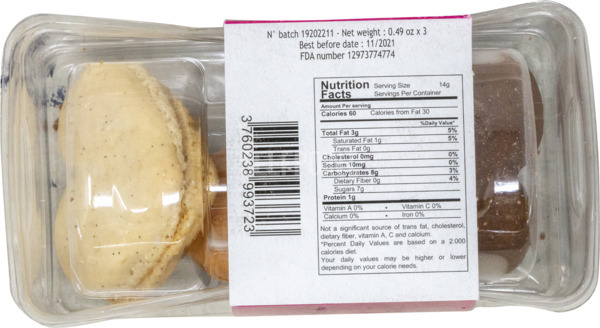 N° batch 19202211 - Net weight : 0.49 oz x 3
Best before date : 11/2021
FDA number 12973774774
Nutrition Facts
Serving Size 14g
Servings Per Container
Amount Per serving
Calories 60 Calories from Fat 30
%Daily Value*
Total Fat 3g 5%
Saturated Fat 1g 5%
Trans Fat 0g
Cholesterol 0mg 0%
Sodium 10mg 0%
Carbohydrates 8g 3%
Dietary Fiber 0g 4%
Sugars 7g
Protein 1g
Vitamin A 0% • Vitamin C 0%
Calcium 0% • Iron 0%
Not a significant source of trans fat, cholesterol,
dietary fiber, vitamin A, C and calcium.
*Percent Daily Values are based on a 2.000
calories diet.
Your daily values may be higher or lower
depending on your calorie needs.
3 760238 993723